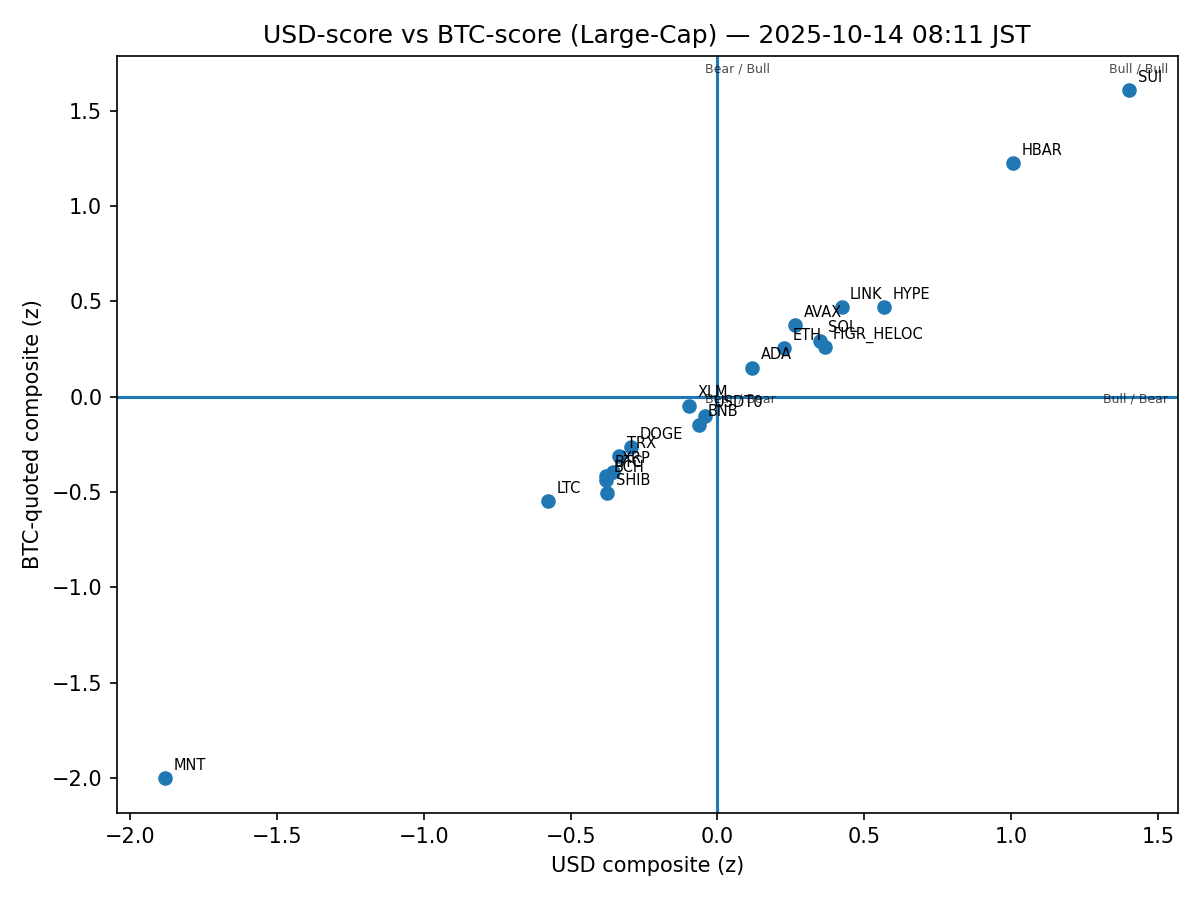 USD-score vs BTC-score (Large-Cap) — 2025-10-14 08:11 JST
Bear / Bull
Bull / Bull
SUI
HBAR
LINK
HYPE
AVAX
SOL
ETH
FIGR_HELOC
ADA
XLM
Bear / Bear
Bull / Bear
USDT0
BNB
DOGE
TRX
XRP
BCH
SHIB
LTC
MNT
1.5
1.0
0.5
0.0
−0.5
−1.0
−1.5
−2.0
BTC-quoted composite (z)
−2.0
−1.5
−1.0
−0.5
0.0
0.5
1.0
1.5
USD composite (z)